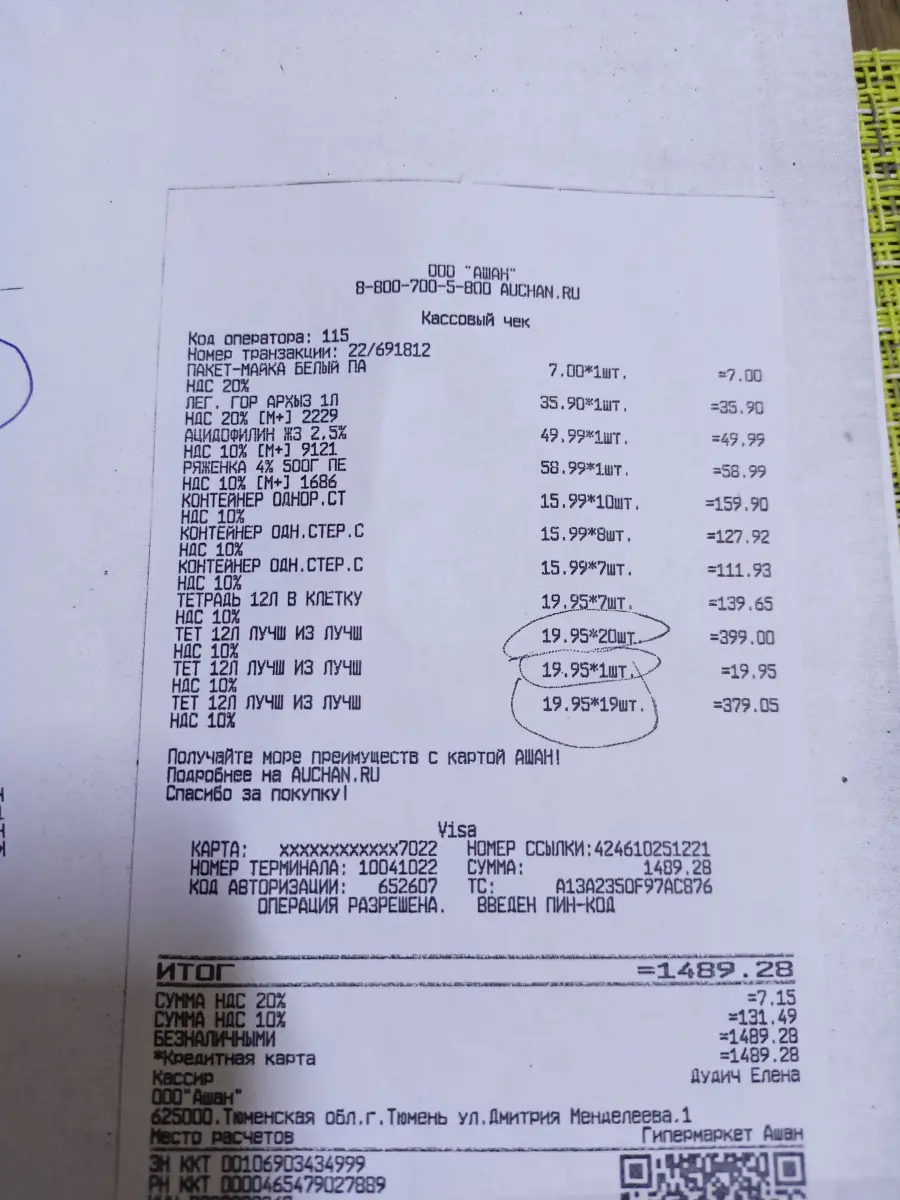 ООО "АШАН"
8-800-700-5-800 AUCHAN.RU
Кассовый чек
Код оператора: 115
Номер транзакции: 22/691812
ПАКЕТ-МАЙКА БЕЛЫЙ ПА 7.00*1шт. =7.00
НДС 20%
ЛЕГ. ГОР АРХЫЗ 1Л 35.90*1шт. =35.90
НДС 20% [М+] 2229
АЦИДОФИЛИН ЖЗ 2,5% 49.99*1шт. =49.99
НДС 10% [М+] 9121
РЯЖЕНКА 4% 500Г ПЕ 58.99*1шт. =58.99
НДС 10% [М+] 1686
КОНТЕЙНЕР ОДНОР.СТ 15.99*10шт. =159.90
НДС 10%
КОНТЕЙНЕР ОДН.СТЕР.С 15.99*8шт. =127.92
НДС 10%
КОНТЕЙНЕР ОДН.СТЕР.С 15.99*7шт. =111.93
НДС 10%
ТЕТРАДЬ 12Л В КЛЕТКУ 19.95*7шт. =139.65
НДС 10%
ТЕТ 12Л ЛУЧШ ИЗ ЛУЧШ 19.95*20шт. =399.00
НДС 10%
ТЕТ 12Л ЛУЧШ ИЗ ЛУЧШ 19.95*1шт. =19.95
НДС 10%
ТЕТ 12Л ЛУЧШ ИЗ ЛУЧШ 19.95*19шт. =379.05
НДС 10%
Получайте море преимуществ с картой АШАН!
Подробнее на AUCHAN.RU
Спасибо за покупку!
Visa
КАРТА: XXXXXXXXXXXX7022 НОМЕР ССЫЛКИ:424610251221
НОМЕР ТЕРМИНАЛА: 10041022 СУММА: 1489.28
КОД АВТОРИЗАЦИИ: 652607 ТС: A13A2350F97AC876
ОПЕРАЦИЯ РАЗРЕШЕНА. ВВЕДЕН ПИН-КОД
ИТОГ =1489.28
СУММА НДС 20% =7.15
СУММА НДС 10% =131.49
БЕЗНАЛИЧНЫМИ =1489.28
*Кредитная карта =1489.28
Кассир Дудич Елена
ООО"Ашан"
625000.Тюменская обл.г.Тюмень ул.Дмитрия Менделеева.1
Место расчетов Гипермаркет Ашан
ЗН ККТ 00106903434999
РН ККТ 0000465479027889